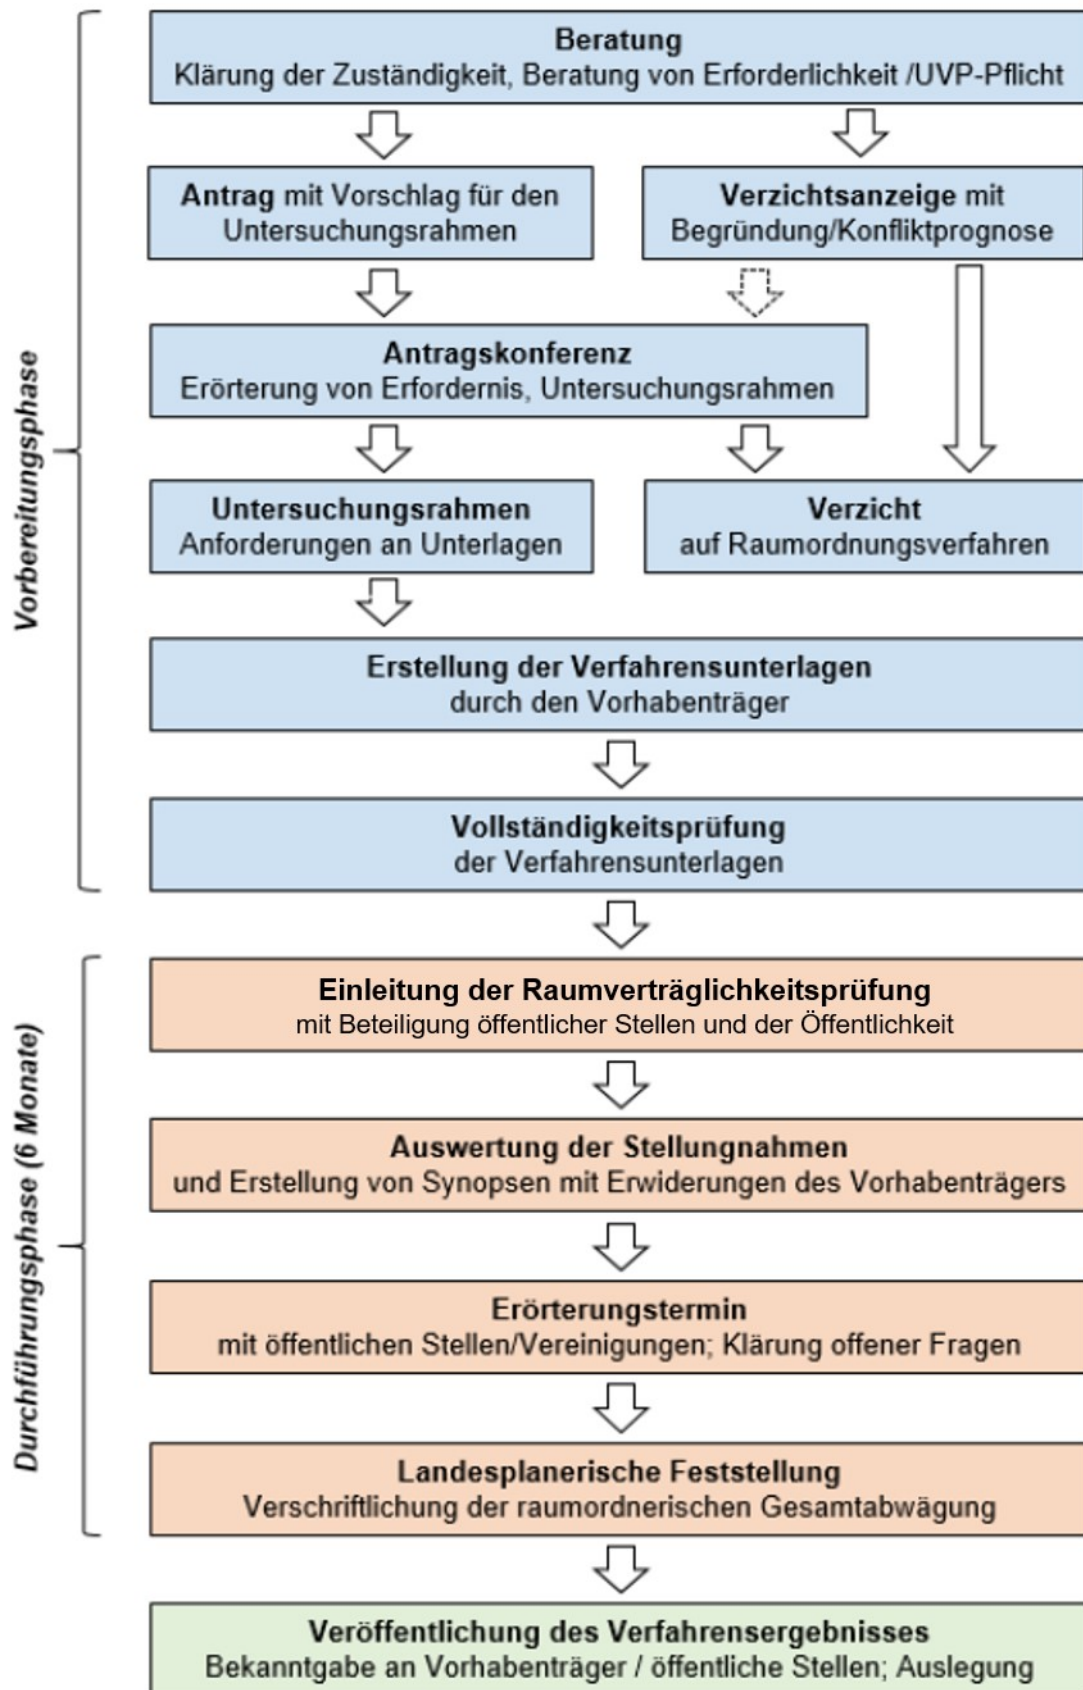 Vorbereitungsphase
Beratung
Klärung der Zuständigkeit, Beratung von Erforderlichkeit /UVP-Pflicht
Antrag mit Vorschlag für den
Untersuchungsrahmen
Verzichtsanzeige mit
Begründung/Konfliktprognose
Antragskonferenz
Erörterung von Erfordernis, Untersuchungsrahmen
Untersuchungsrahmen
Anforderungen an Unterlagen
Verzicht
auf Raumordnungsverfahren
Erstellung der Verfahrensunterlagen
durch den Vorhabenträger
Vollständigkeitsprüfung
der Verfahrensunterlagen
Durchführungsphase (6 Monate)
Einleitung der Raumverträglichkeitsprüfung
mit Beteiligung öffentlicher Stellen und der Öffentlichkeit
Auswertung der Stellungnahmen
und Erstellung von Synopsen mit Erwiderungen des Vorhabenträgers
Erörterungstermin
mit öffentlichen Stellen/Vereinigungen; Klärung offener Fragen
Landesplanerische Feststellung
Verschriftlichung der raumordnerischen Gesamtabwägung
Veröffentlichung des Verfahrensergebnisses
Bekanntgabe an Vorhabenträger / öffentliche Stellen; Auslegung